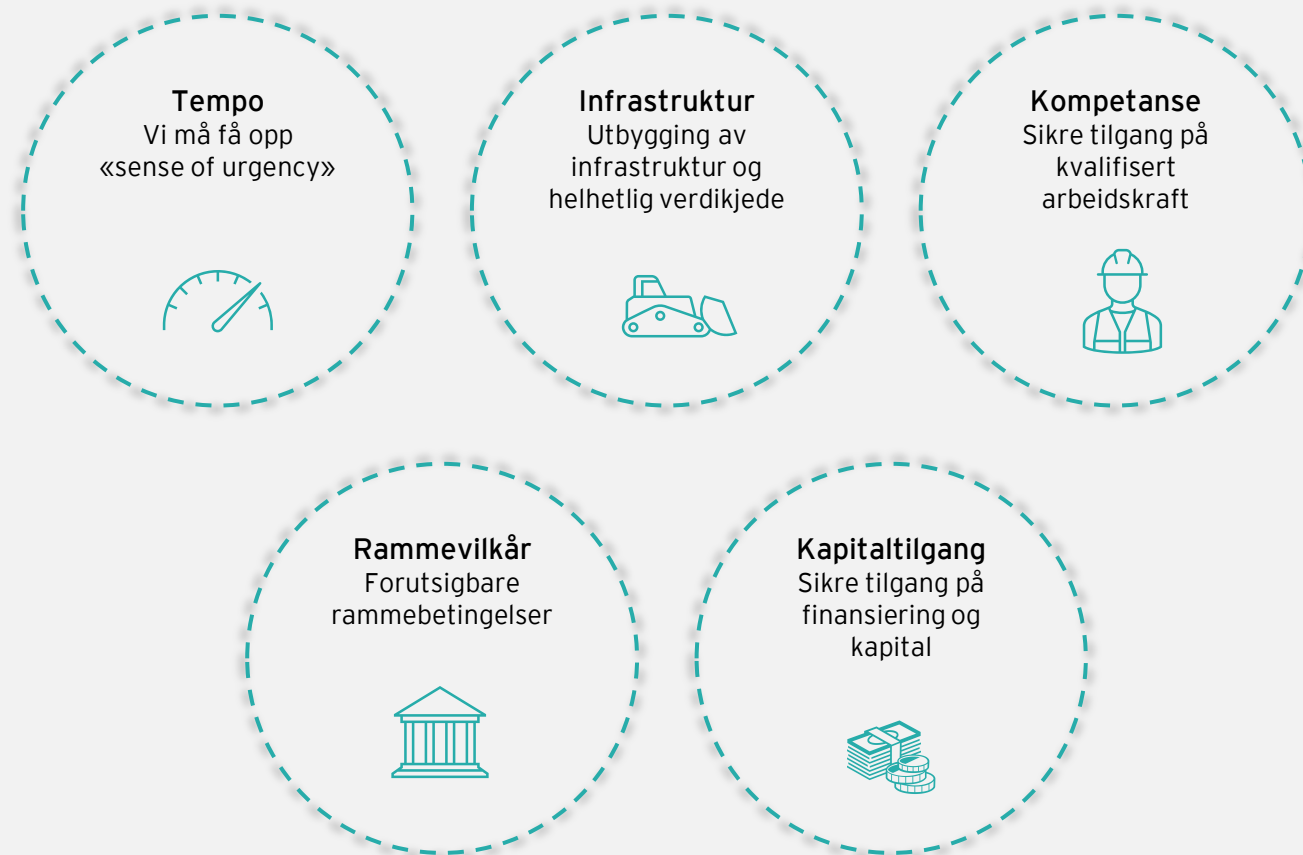 Tempo
Vi må få opp
«sense of urgency»
Infrastruktur
Utbygging av
infrastruktur og
helhetlig verdikjede
Kompetanse
Sikre tilgang på
kvalifisert
arbeidskraft
Rammevilkår
Forutsigbare
rammebetingelser
Kapitaltilgang
Sikre tilgang på
finansiering og
kapital